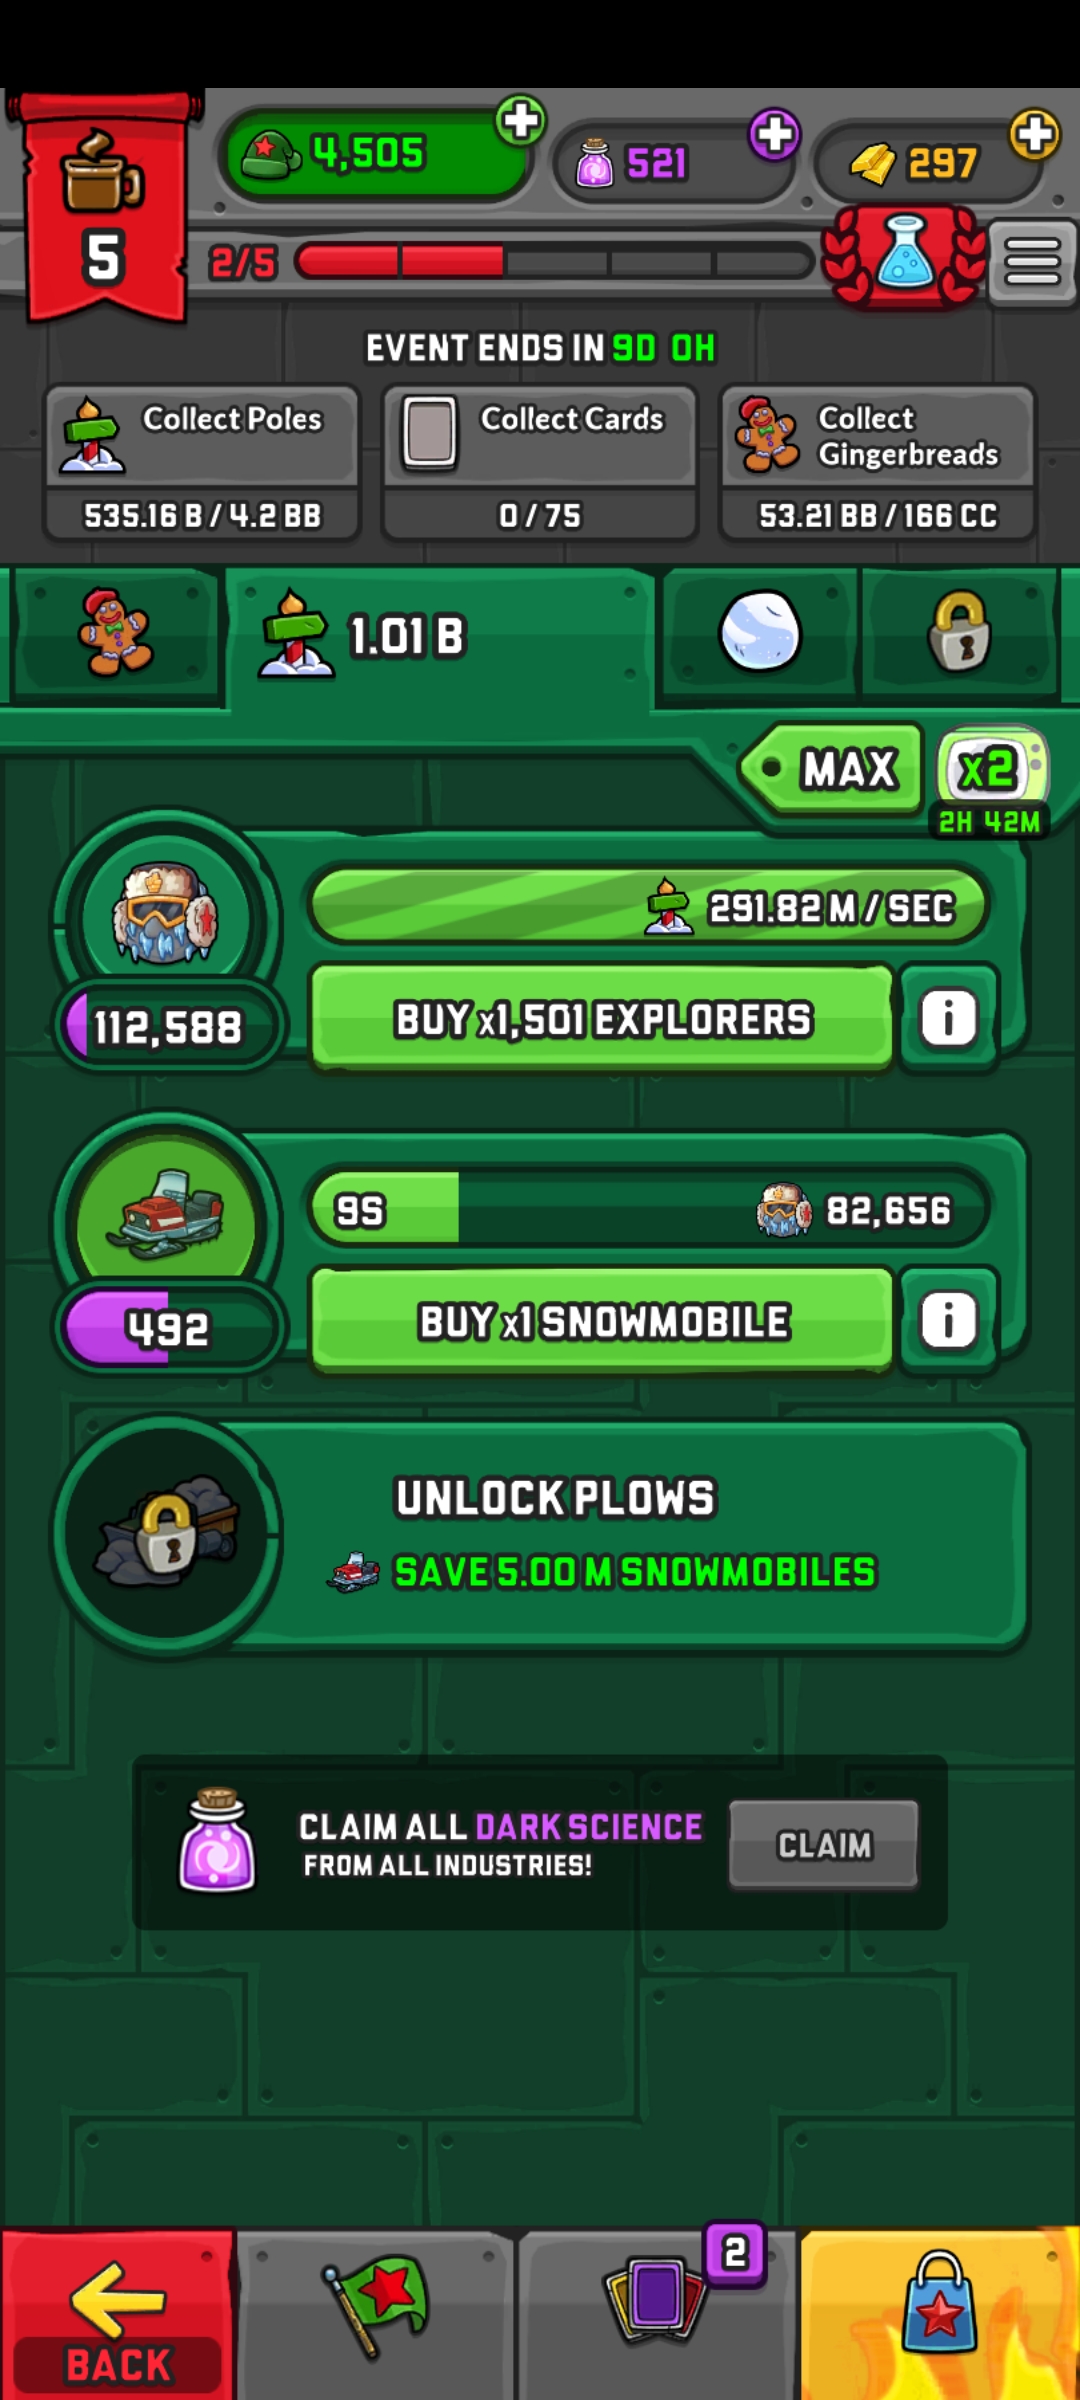 4,505
521
297
5
2/5
EVENT ENDS IN 9D 0H
Collect Poles
535.16 B / 4.2 BB
Collect Cards
0 / 75
Collect
Gingerbreads
53.21 BB / 166 CC
1.01 B
MAX
x2
2H 42M
291.82 M / SEC
112,588
BUY x1,501 EXPLORERS
i
9S
82,656
492
BUY x1 SNOWMOBILE
i
UNLOCK PLOWS
SAVE 5.00 M SNOWMOBILES
CLAIM ALL DARK SCIENCE
FROM ALL INDUSTRIES!
CLAIM
2
BACK